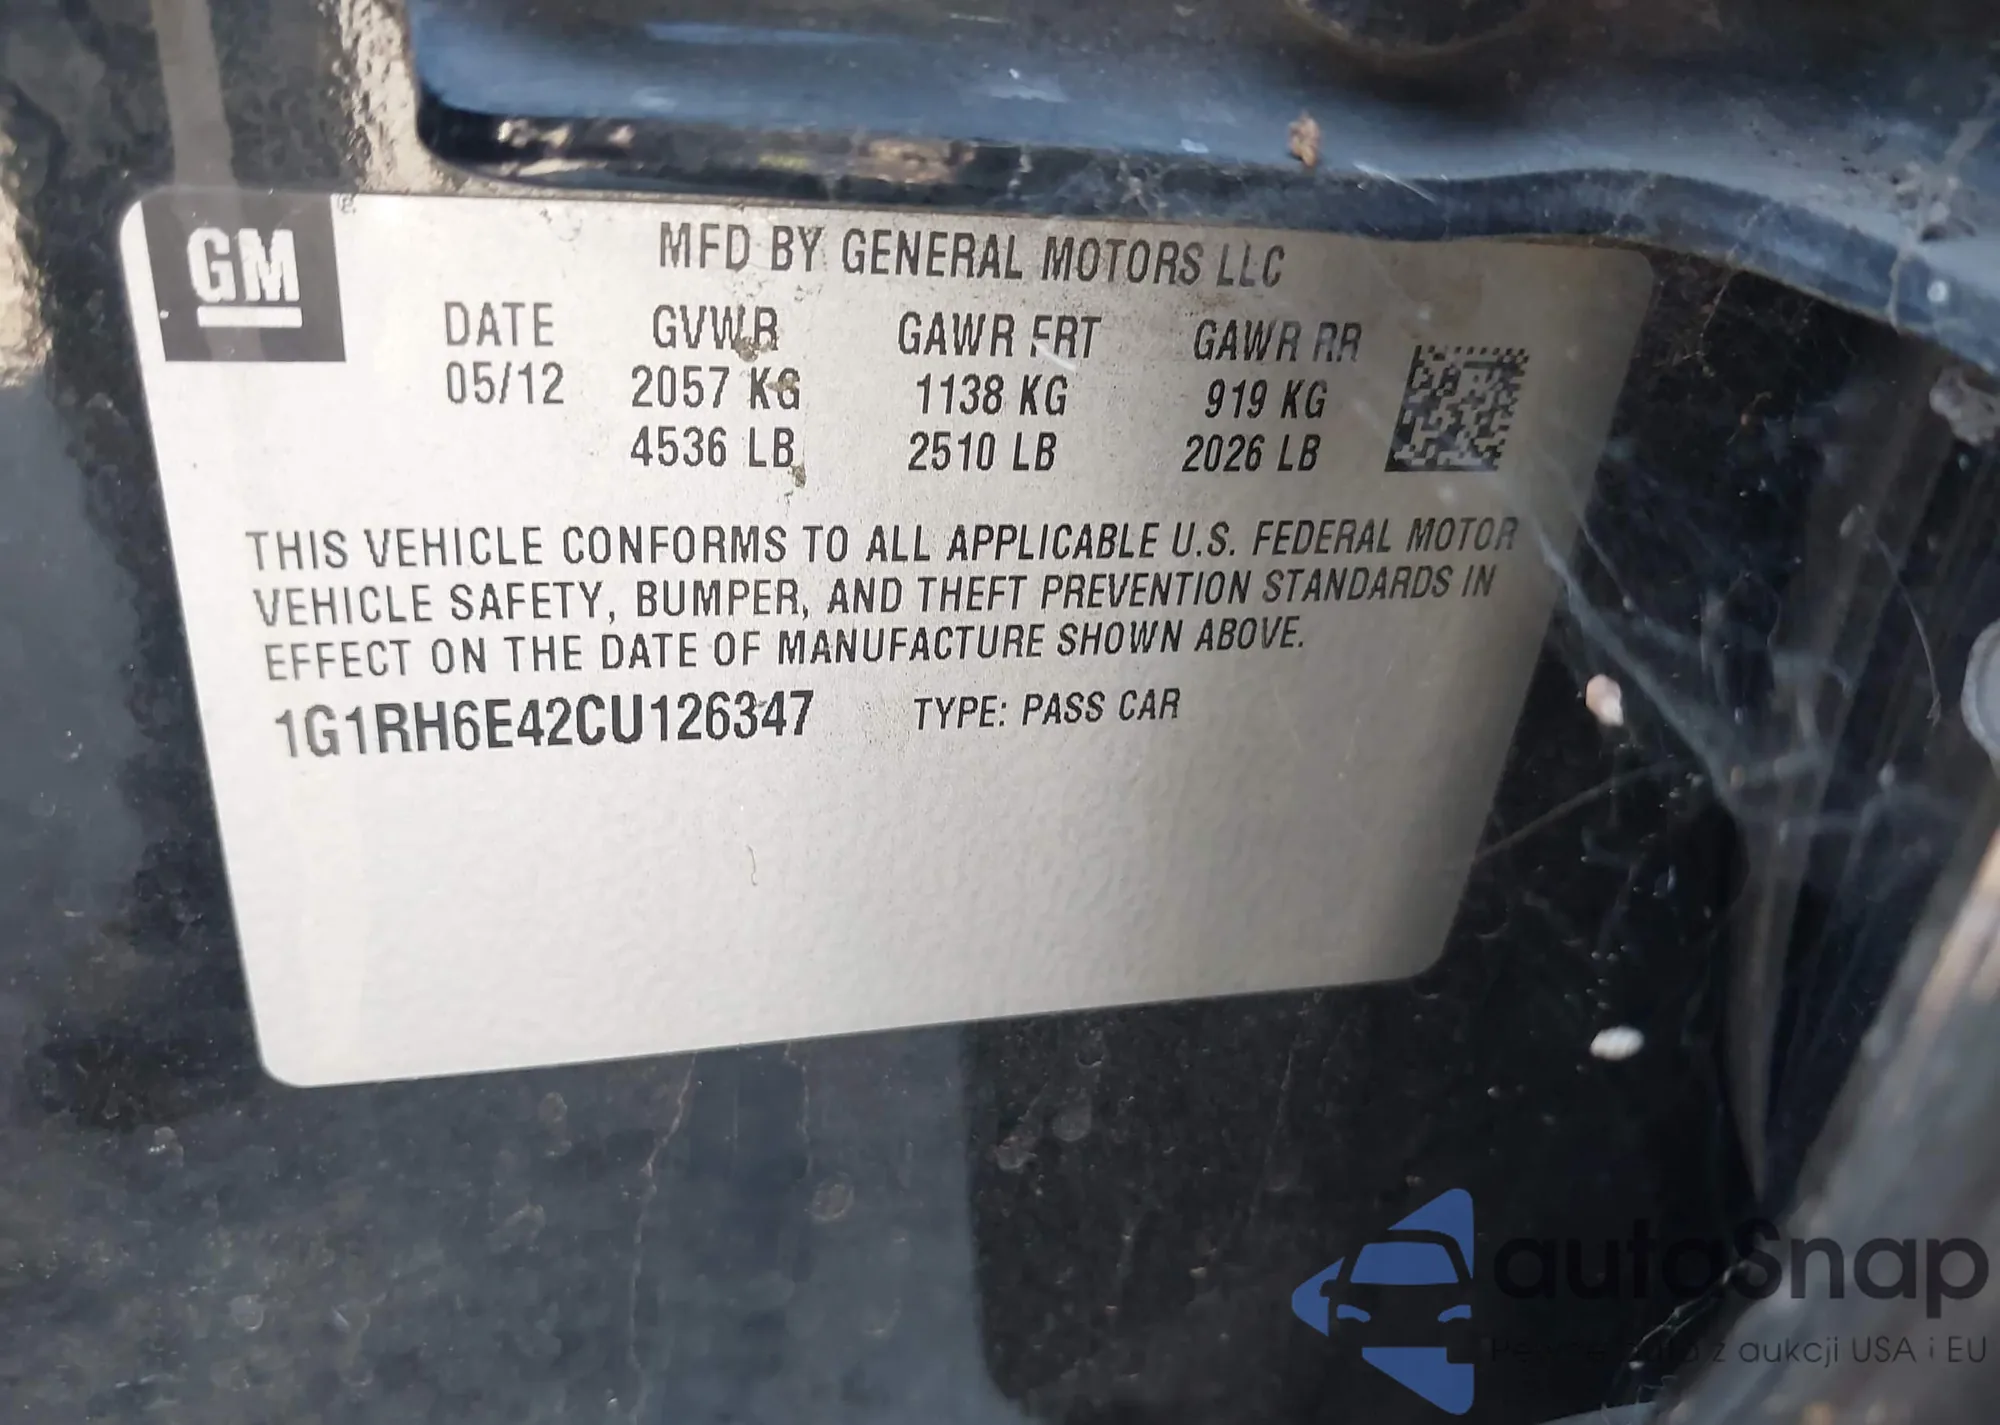 GM
MFD BY GENERAL MOTORS LLC
DATE GVWR GAWR FRT GAWR RR
05/12 2057 KG 1138 KG 919 KG
4536 LB 2510 LB 2026 LB
THIS VEHICLE CONFORMS TO ALL APPLICABLE U.S. FEDERAL MOTOR
VEHICLE SAFETY, BUMPER, AND THEFT PREVENTION STANDARDS IN
EFFECT ON THE DATE OF MANUFACTURE SHOWN ABOVE.
1G1RH6E42CU126347 TYPE: PASS CAR
autoSnap
z aukcji USA i EU